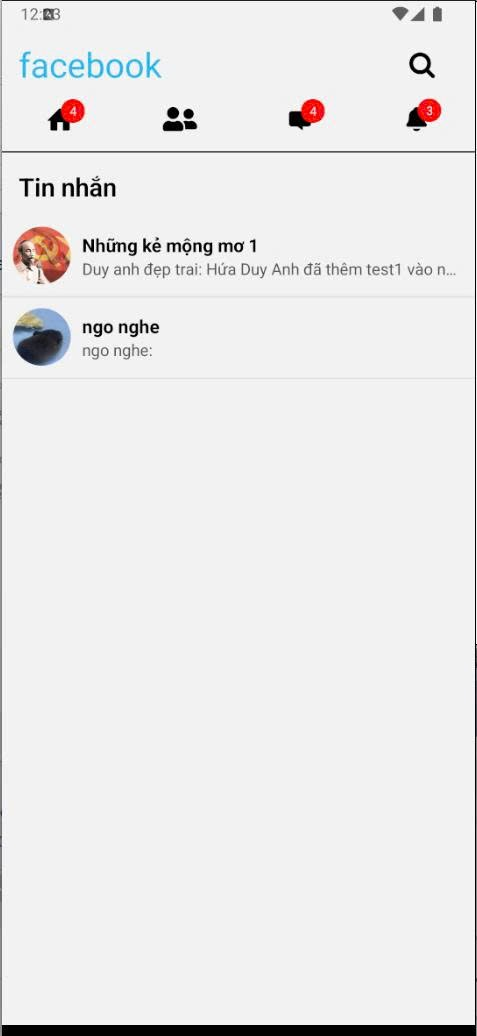 facebook
4
4
3
Tin nhắn
Những kẻ mộng mơ 1
Duy anh đẹp trai: Hứa Duy Anh đã thêm test1 vào n...
ngo nghe
ngo nghe: